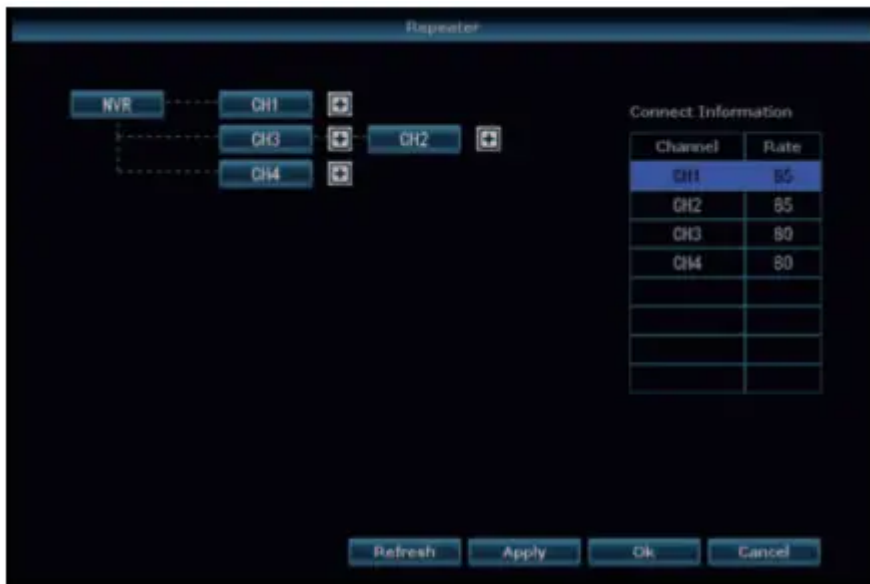 Repeater
NVR CH1
CH3 CH2
CH4
Connect Information
Channel Rate
CH1 85
CH2 85
CH3 80
CH4 80
Refresh Apply Ok Cancel